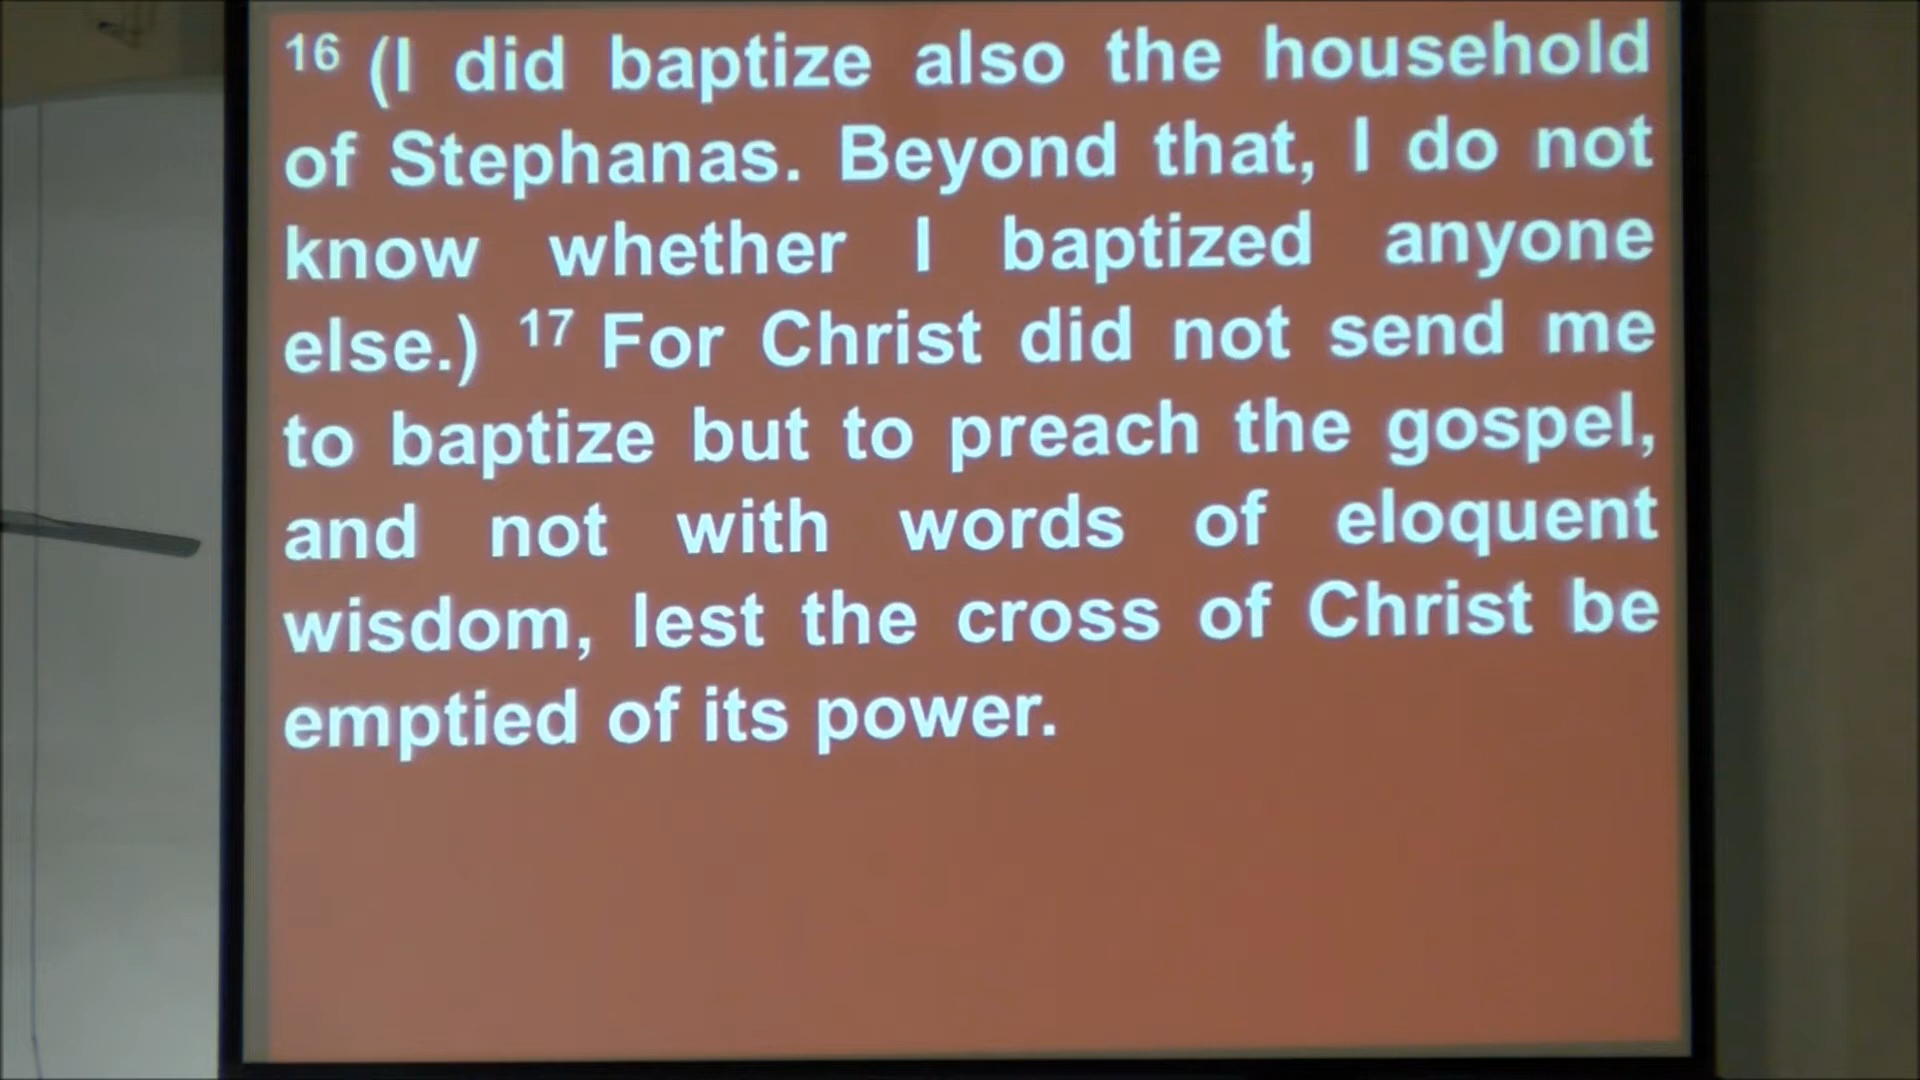 16 (I did baptize also the household
of Stephanas. Beyond that, I do not
know whether I baptized anyone
else.) 17 For Christ did not send me
to baptize but to preach the gospel,
and not with words of eloquent
wisdom, lest the cross of Christ be
emptied of its power.